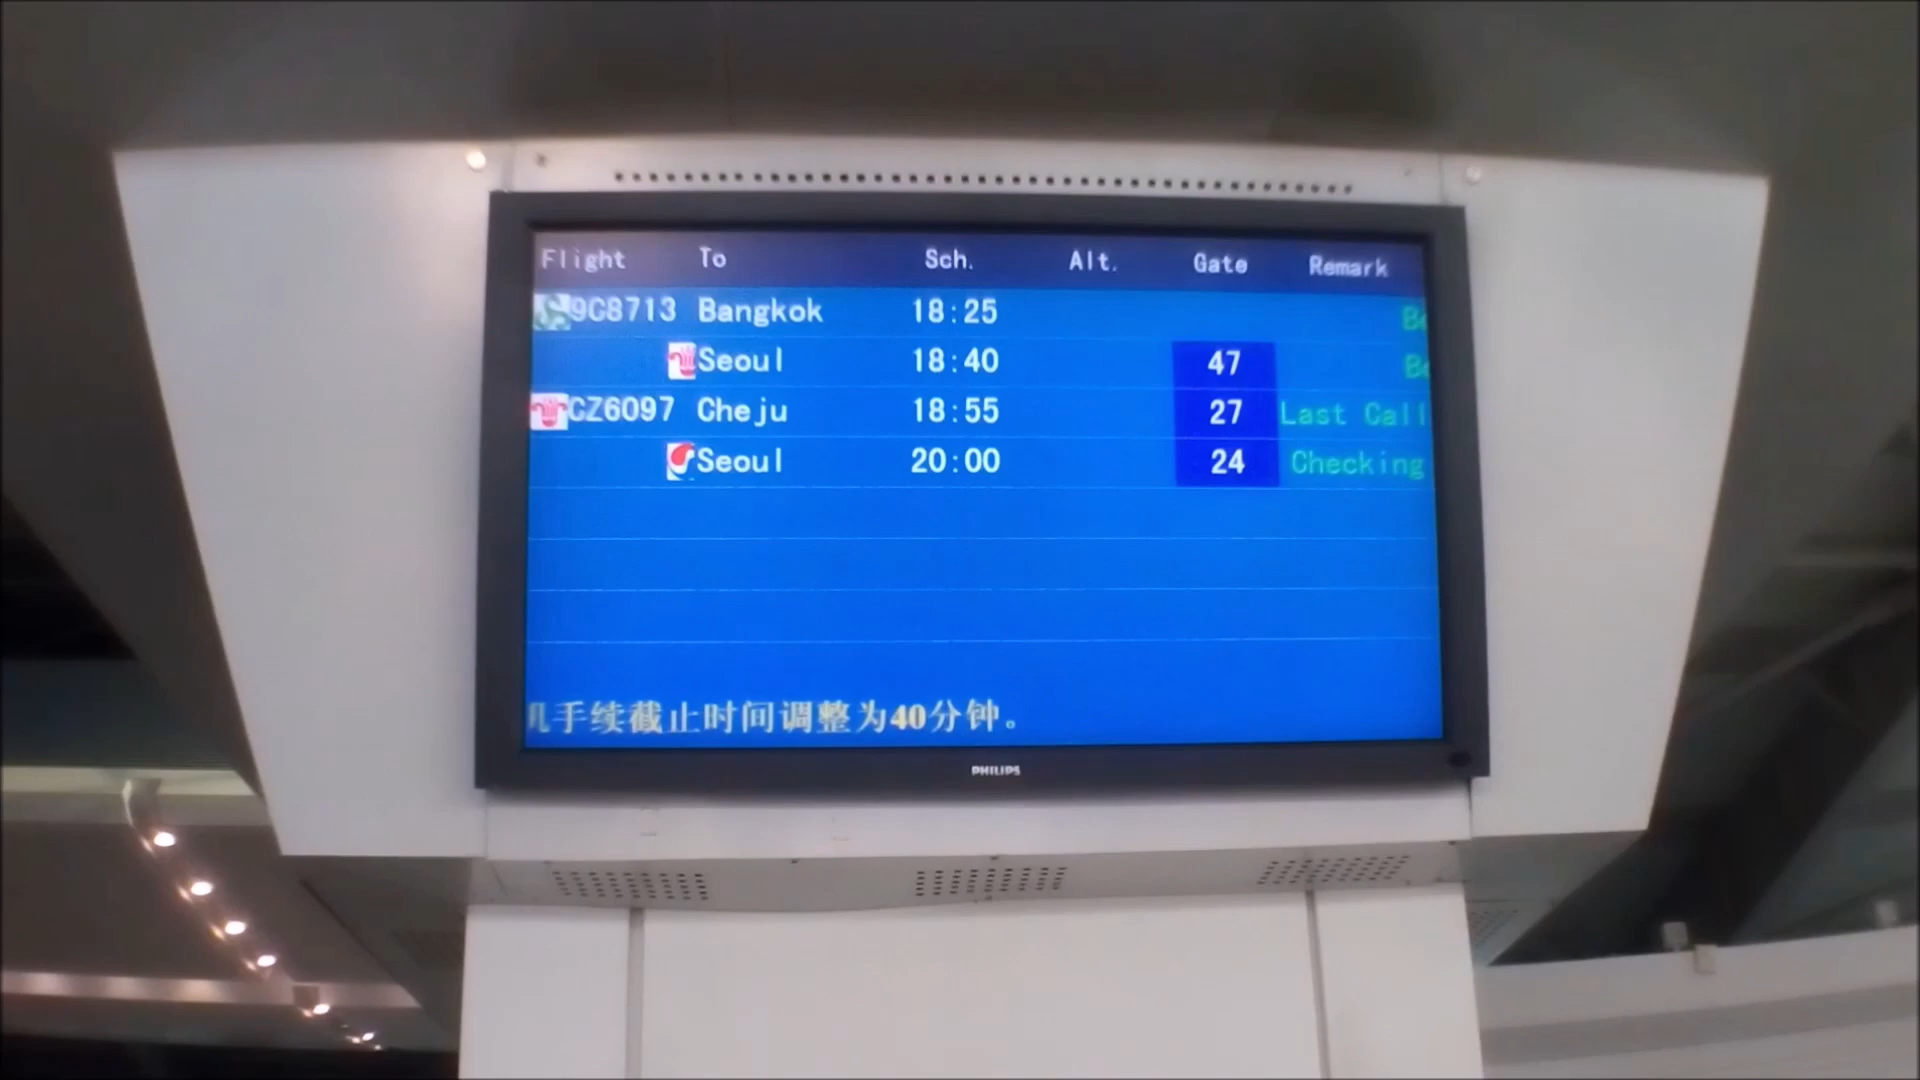 Flight To Sch. Alt. Gate Remark
9C8713 Bangkok 18:25
Seoul 18:40 47
CZ6097 Cheju 18:55 27 Last Call
Seoul 20:00 24 Checking
手续截止时间调整为40分钟。
PHILIPS